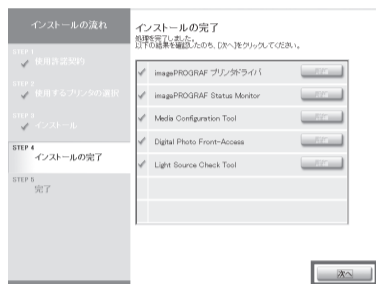 インストールの流れ
STEP 1
使用許諾契約
STEP 2
使用するプリンタの選択
STEP 3
インストール
STEP 4
インストールの完了
STEP 5
完了
インストールの完了
処理を完了しました。
以下の結果を確認したのち、[次へ]をクリックしてください。
imagePROGRAF プリンタドライバ
imagePROGRAF Status Monitor
Media Configuration Tool
Digital Photo Front-Access
Light Source Check Tool
次へ